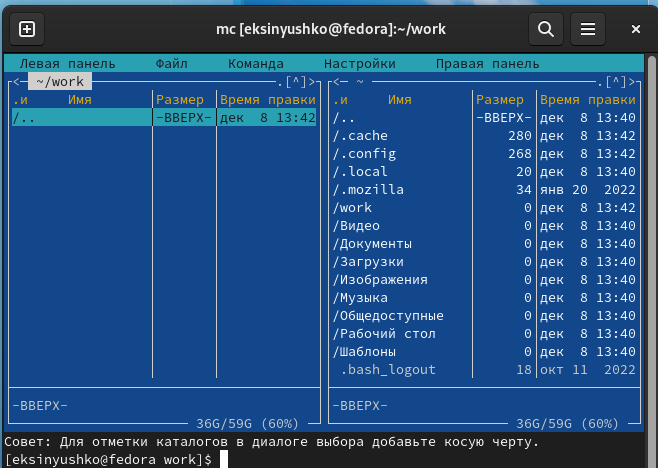 mc [eksinyushko@fedora]:~/work
Левая панель Файл Команда Настройки Правая панель
<- ~/work .[^]>
.и Имя Размер Время правки
/.. -ВВЕРХ- дек 8 13:42
-ВВЕРХ-
36G/59G (60%)
<- ~ .[^]>
.и Имя Размер Время правки
/.. -ВВЕРХ- дек 8 13:40
/.cache 280 дек 8 13:42
/.config 268 дек 8 13:42
/.local 20 дек 8 13:40
/.mozilla 34 янв 20 2022
/work 0 дек 8 13:42
/Видео 0 дек 8 13:40
/Документы 0 дек 8 13:40
/Загрузки 0 дек 8 13:40
/Изображения 0 дек 8 13:40
/Музыка 0 дек 8 13:40
/Общедоступные 0 дек 8 13:40
/Рабочий стол 0 дек 8 13:40
/Шаблоны 0 дек 8 13:40
.bash_logout 18 окт 11 2022
-ВВЕРХ-
36G/59G (60%)
Совет: Для отметки каталогов в диалоге выбора добавьте косую черту.
[eksinyushko@fedora work]$